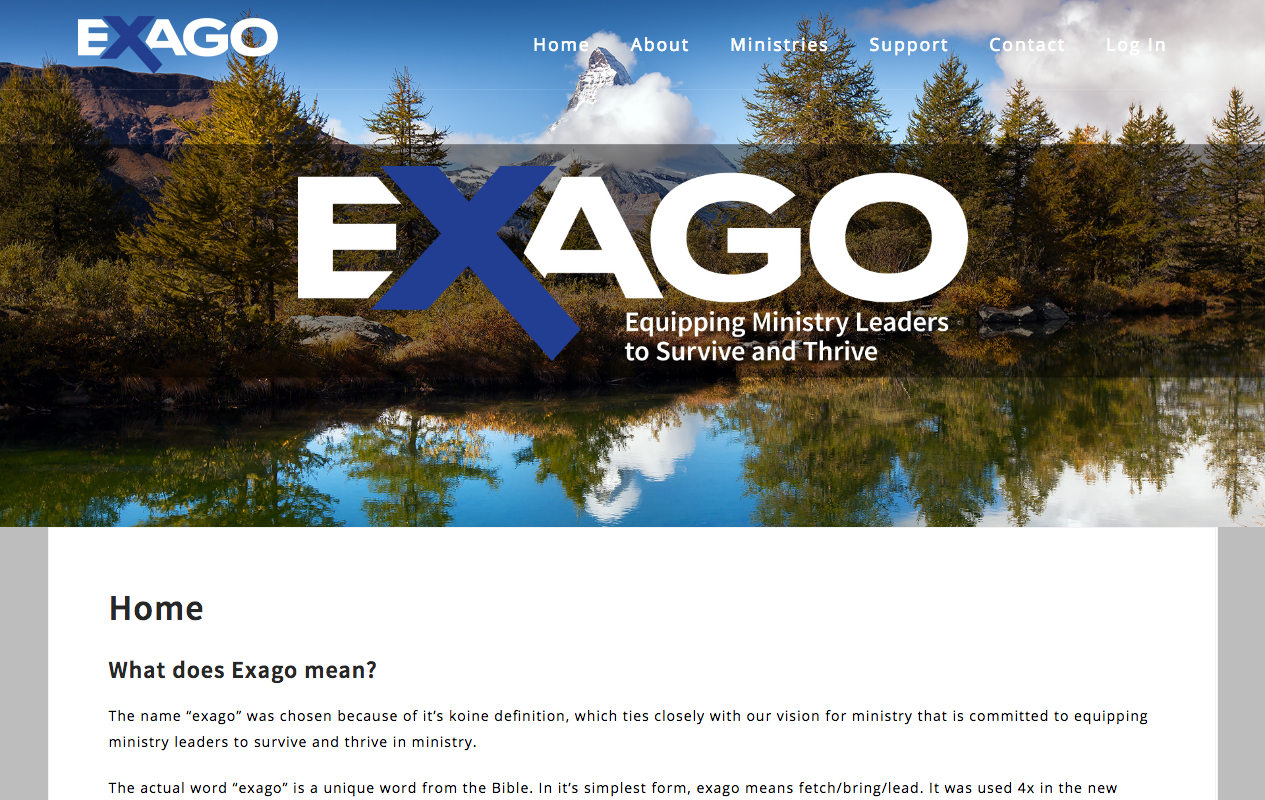 EXAGO
Home About Ministries Support Contact Log In
EXAGO
Equipping Ministry Leaders
to Survive and Thrive
Home
What does Exago mean?
The name “exago” was chosen because of it’s koine definition, which ties closely with our vision for ministry that is committed to equipping
ministry leaders to survive and thrive in ministry.
The actual word “exago” is a unique word from the Bible. In it’s simplest form, exago means fetch/bring/lead. It was used 4x in the new